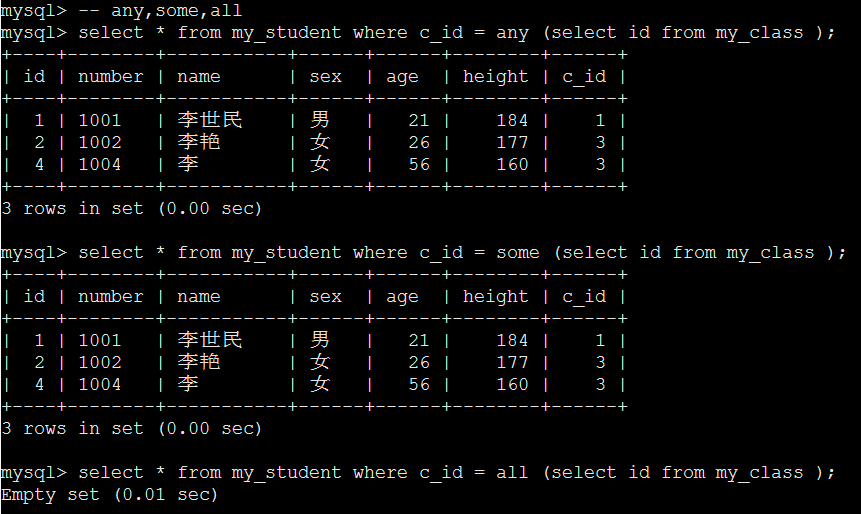 mysql> -- any,some,all
mysql> select * from my_student where c_id = any (select id from my_class );
+----+--------+-----------+------+------+--------+------+
| id | number | name      | sex  | age  | height | c_id |
+----+--------+-----------+------+------+--------+------+
|  1 | 1001   | 李世民    | 男   |   21 |    184 |    1 |
|  2 | 1002   | 李艳      | 女   |   26 |    177 |    3 |
|  4 | 1004   | 李        | 女   |   56 |    160 |    3 |
+----+--------+-----------+------+------+--------+------+
3 rows in set (0.00 sec)
mysql> select * from my_student where c_id = some (select id from my_class );
+----+--------+-----------+------+------+--------+------+
| id | number | name      | sex  | age  | height | c_id |
+----+--------+-----------+------+------+--------+------+
|  1 | 1001   | 李世民    | 男   |   21 |    184 |    1 |
|  2 | 1002   | 李艳      | 女   |   26 |    177 |    3 |
|  4 | 1004   | 李        | 女   |   56 |    160 |    3 |
+----+--------+-----------+------+------+--------+------+
3 rows in set (0.00 sec)
mysql> select * from my_student where c_id = all (select id from my_class );
Empty set (0.01 sec)